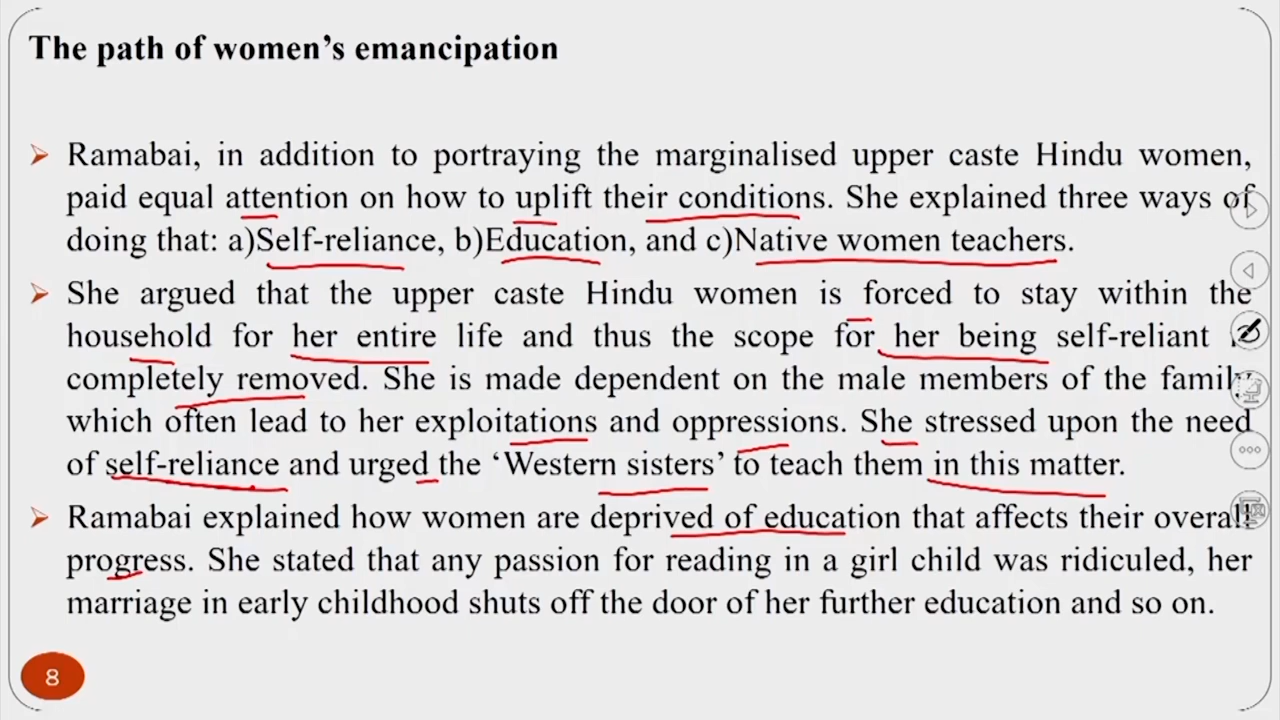 The path of women's emancipation
➢ Ramabai, in addition to portraying the marginalised upper caste Hindu women,
paid equal attention on how to uplift their conditions. She explained three ways of
doing that: a)Self-reliance, b)Education, and c)Native women teachers.
➢ She argued that the upper caste Hindu women is forced to stay within the
household for her entire life and thus the scope for her being self-reliant
completely removed. She is made dependent on the male members of the family
which often lead to her exploitations and oppressions. She stressed upon the need
of self-reliance and urged the ‘Western sisters’ to teach them in this matter.
➢ Ramabai explained how women are deprived of education that affects their overall
progress. She stated that any passion for reading in a girl child was ridiculed, her
marriage in early childhood shuts off the door of her further education and so on.
8